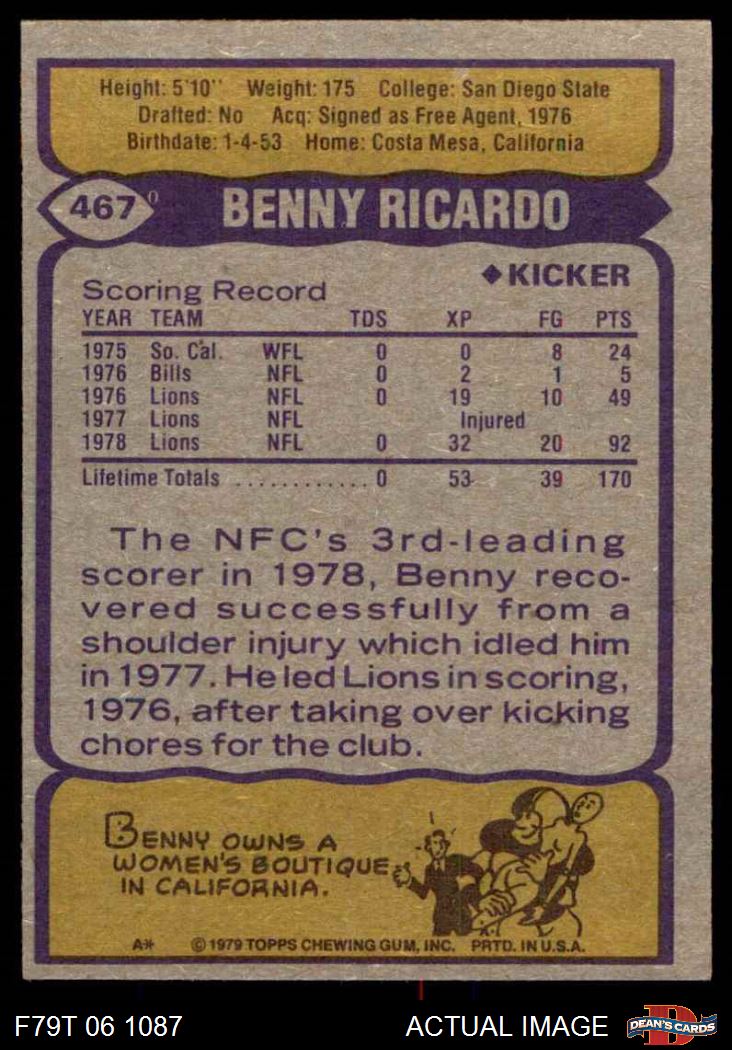 Height: 5'10'' Weight: 175 College: San Diego State
Drafted: No Acq: Signed as Free Agent, 1976
Birthdate: 1-4-53 Home: Costa Mesa, California
467 BENNY RICARDO
◆KICKER
Scoring Record
YEAR TEAM TDS XP FG PTS
1975 So. Cal. WFL 0 0 8 24
1976 Bills NFL 0 2 1 5
1976 Lions NFL 0 19 10 49
1977 Lions NFL Injured
1978 Lions NFL 0 32 20 92
Lifetime Totals ............ 0 53 39 170
The NFC's 3rd-leading
scorer in 1978, Benny reco-
vered successfully from a
shoulder injury which idled him
in 1977. He led Lions in scoring,
1976, after taking over kicking
chores for the club.
BENNY OWNS A
WOMEN'S BOUTIQUE
IN CALIFORNIA.
A* © 1979 TOPPS CHEWING GUM, INC. PRTD. IN U.S.A.
F79T 06 1087 ACTUAL IMAGE D DEAN'S CARDS